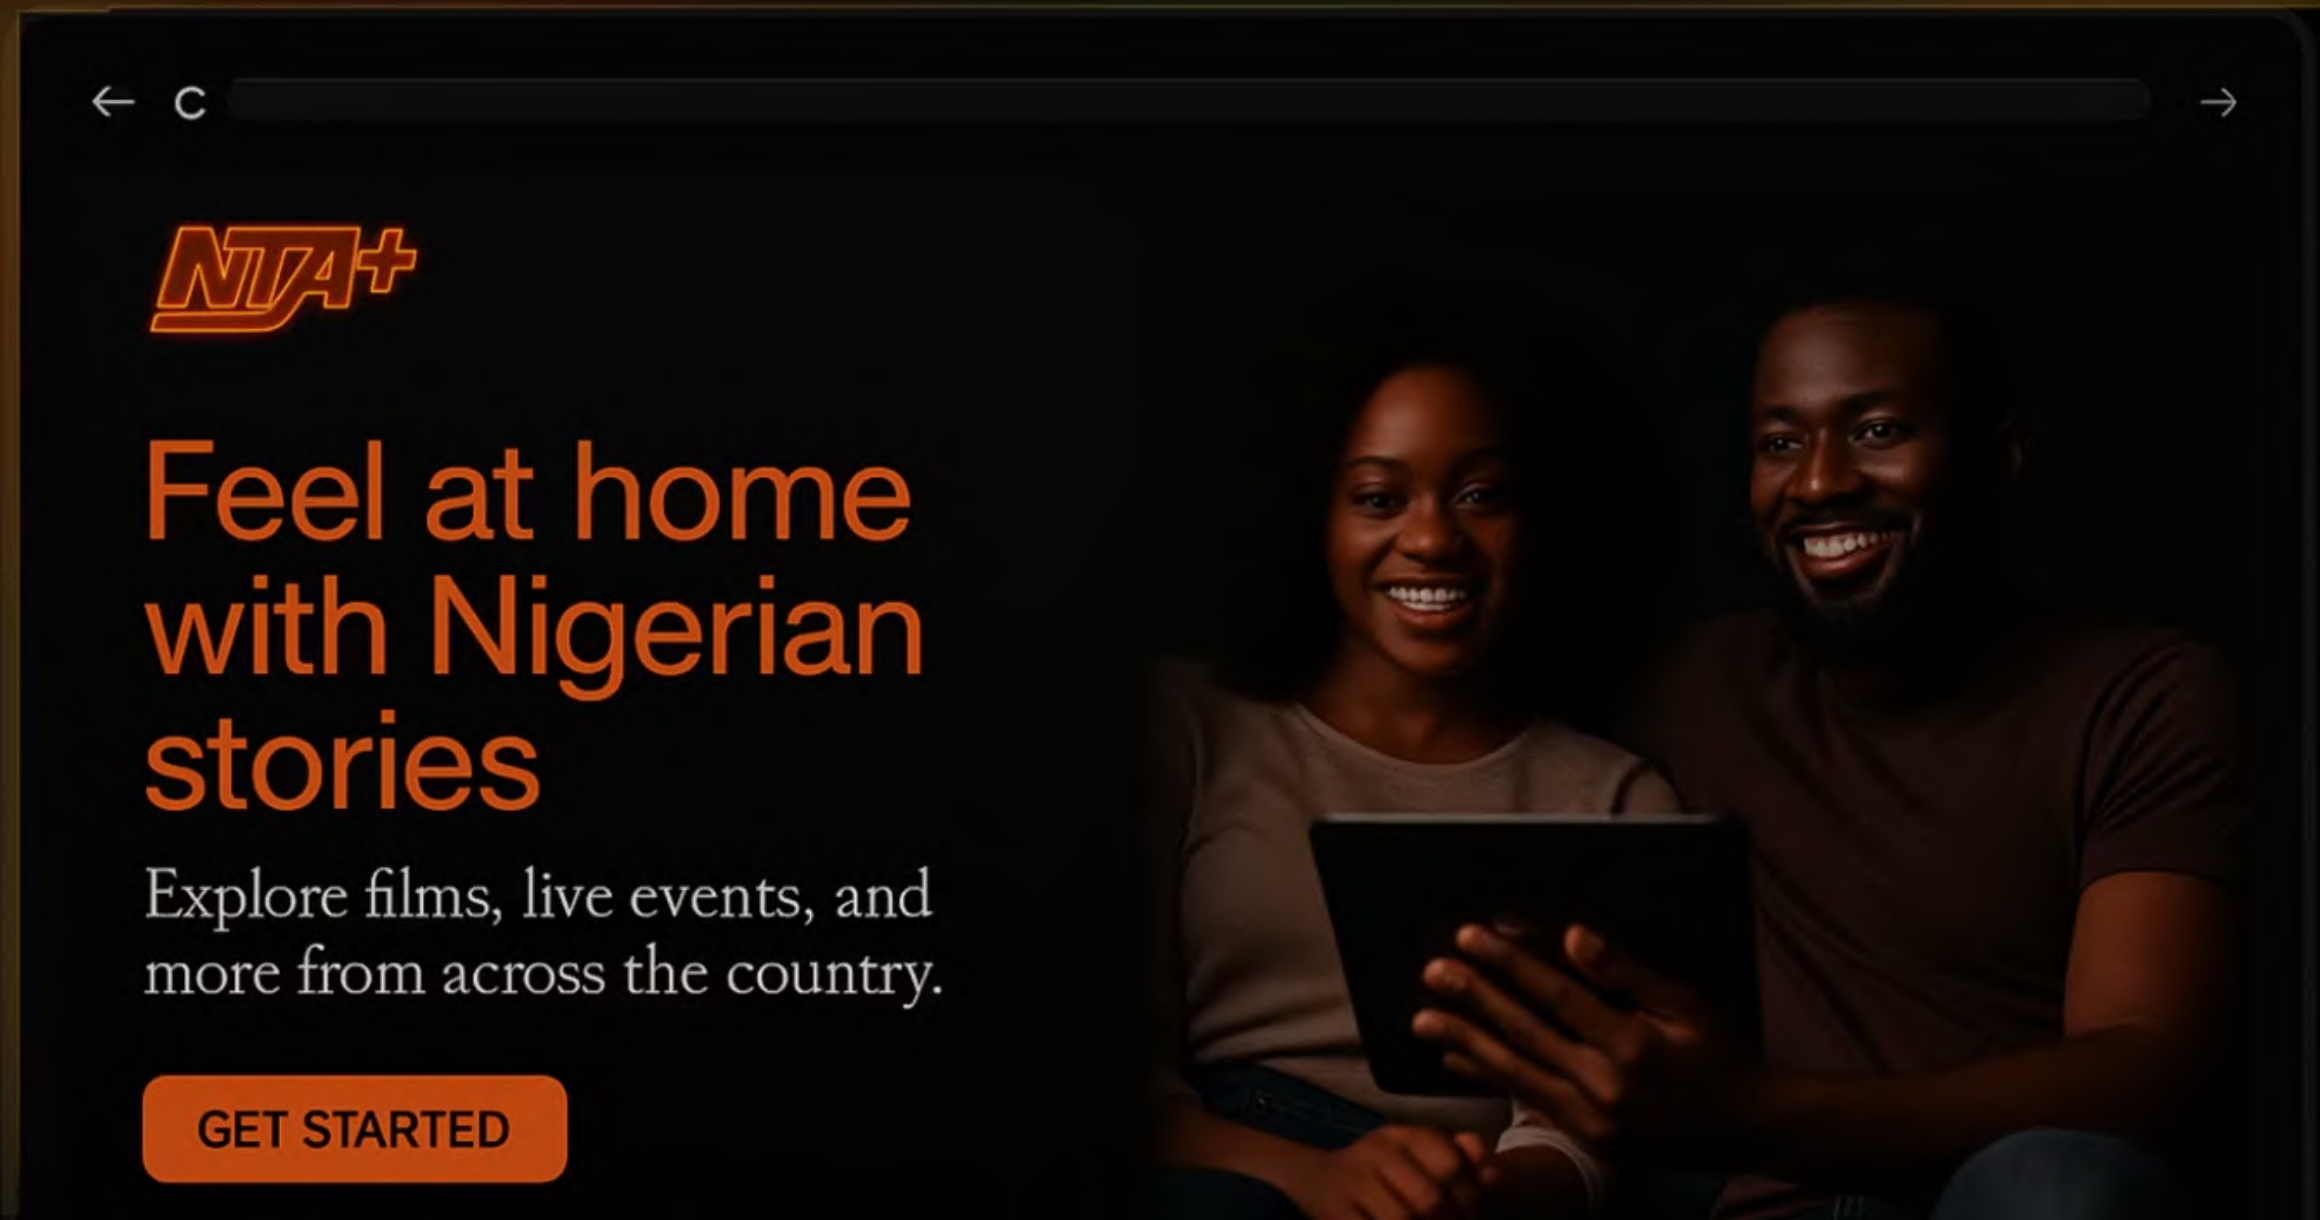 NTA+
Feel at home
with Nigerian
stories
Explore films, live events, and
more from across the country.
GET STARTED